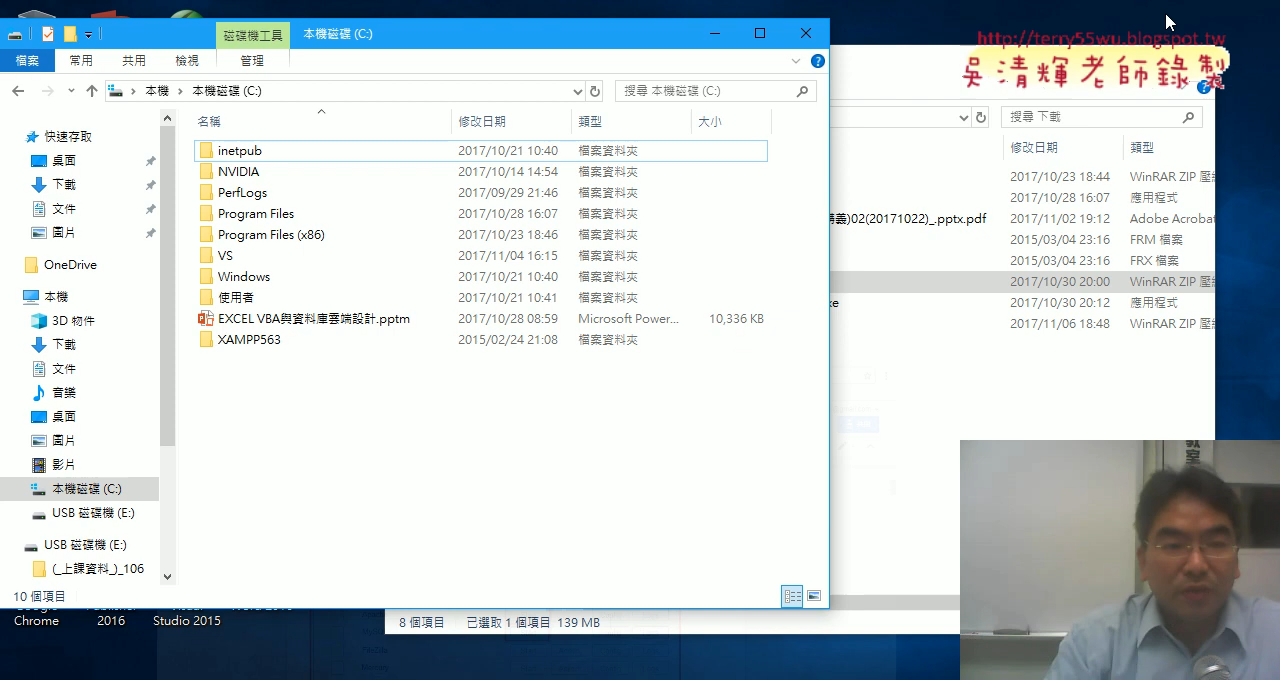 磁碟機工具
本機磁碟 (C:)
檔案
常用
共用
檢視
管理
本機
本機磁碟 (C:)
搜尋 本機磁碟 (C:)
快速存取
桌面
下載
文件
圖片
OneDrive
本機
3D 物件
下載
文件
音樂
桌面
圖片
影片
本機磁碟 (C:)
USB 磁碟機 (E:)
USB 磁碟機 (E:)
(_上課資料_)_106
名稱 修改日期 類型 大小
inetpub 2017/10/21 10:40 檔案資料夾
NVIDIA 2017/10/14 14:54 檔案資料夾
PerfLogs 2017/09/29 21:46 檔案資料夾
Program Files 2017/10/28 16:07 檔案資料夾
Program Files (x86) 2017/10/23 18:46 檔案資料夾
VS 2017/11/04 16:15 檔案資料夾
Windows 2017/10/21 10:40 檔案資料夾
使用者 2017/10/21 10:41 檔案資料夾
EXCEL VBA與資料庫雲端設計.pptm 2017/10/28 08:59 Microsoft Power... 10,336 KB
XAMPP563 2015/02/24 21:08 檔案資料夾
10 個項目
http://terry55wu.blogspot.tw
吳清輝老師錄製
搜尋 下載
修改日期 類型
2017/10/23 18:44 WinRAR ZIP 壓
2017/10/28 16:07 應用程式
講義)02(20171022)_.pptx.pdf 2017/11/02 19:12 Adobe Acrobat
2015/03/04 23:16 FRM 檔案
2015/03/04 23:16 FRX 檔案
2017/10/30 20:00 WinRAR ZIP 壓
2017/10/30 20:12 應用程式
2017/11/06 18:48 WinRAR ZIP 壓
8 個項目 已選取 1 個項目 139 MB
Chrome
2016
Studio 2015
教室